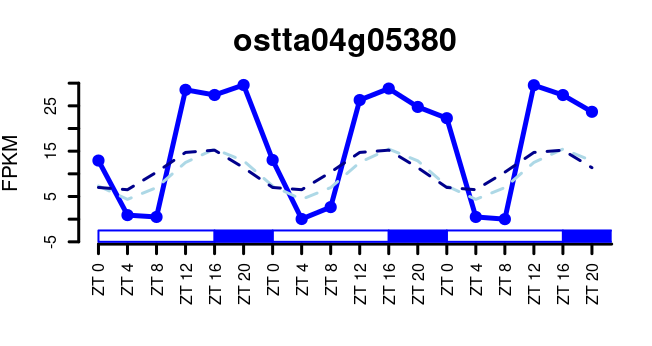 ostta04g05380
FPKM
25
15
5
-5
ZT 0
ZT 4
ZT 8
ZT 12
ZT 16
ZT 20
ZT 0
ZT 4
ZT 8
ZT 12
ZT 16
ZT 20
ZT 0
ZT 4
ZT 8
ZT 12
ZT 16
ZT 20